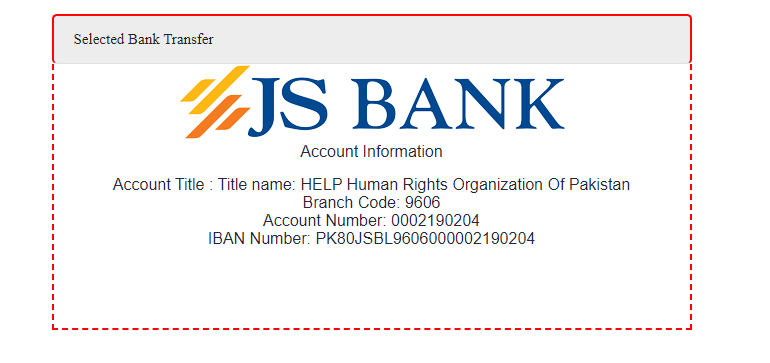 Selected Bank Transfer
JS BANK
Account Information
Account Title : Title name: HELP Human Rights Organization Of Pakistan
Branch Code: 9606
Account Number: 0002190204
IBAN Number: PK80JSBL9606000002190204